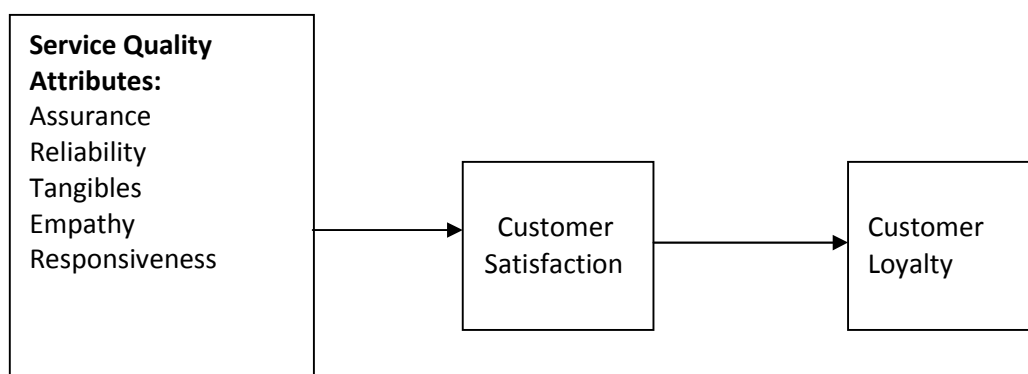 Service Quality
Attributes:
Assurance
Reliability
Tangibles
Empathy
Responsiveness
Customer
Satisfaction
Customer
Loyalty